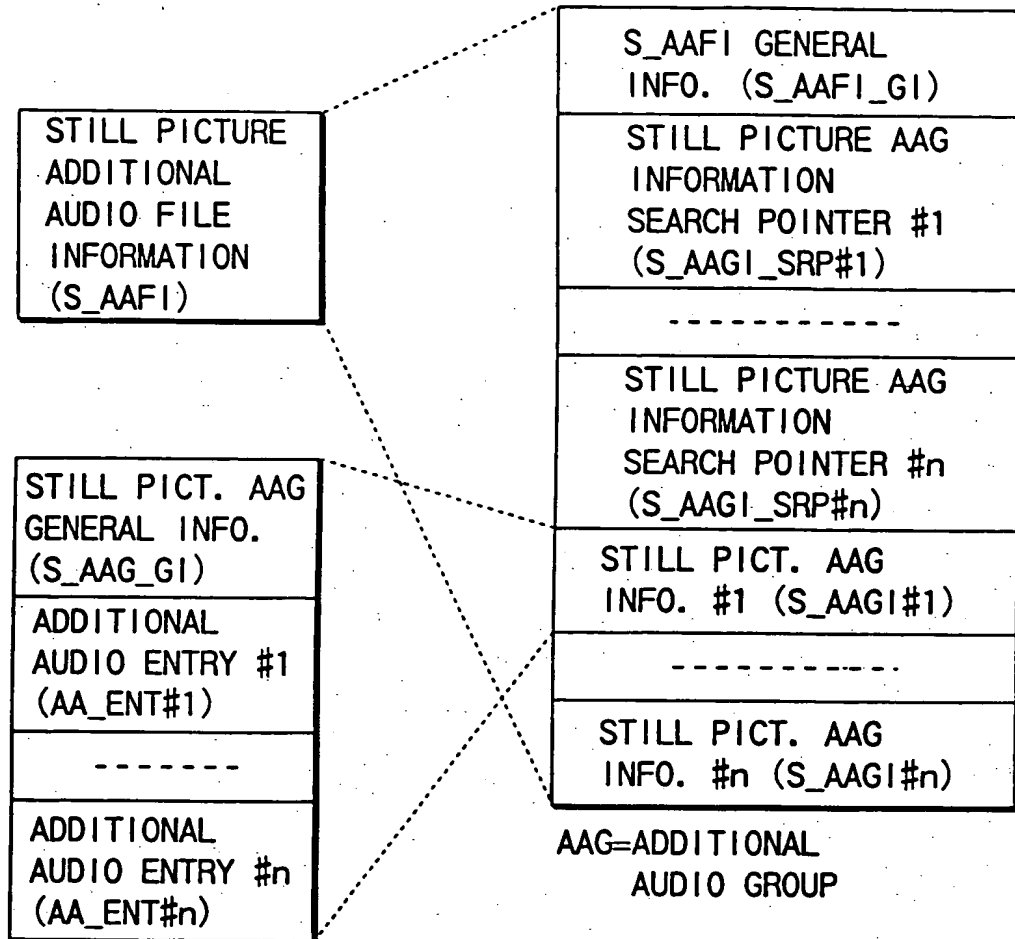 STILL PICTURE
ADDITIONAL
AUDIO FILE
INFORMATION
(S_AAFI)
STILL PICT. AAG
GENERAL INFO.
(S_AAG_GI)
ADDITIONAL
AUDIO ENTRY #1
(AA_ENT#1)
ADDITIONAL
AUDIO ENTRY #n
(AA_ENT#n)
S_AAFI GENERAL
INFO. (S_AAFI_GI)
STILL PICTURE AAG
INFORMATION
SEARCH POINTER #1
(S_AAGI_SRP#1)
STILL PICTURE AAG
INFORMATION
SEARCH POINTER #n
(S_AAGI_SRP#n)
STILL PICT. AAG
INFO. #1 (S_AAGI#1)
STILL PICT. AAG
INFO. #n (S_AAGI#n)
AAG=ADDITIONAL
AUDIO GROUP